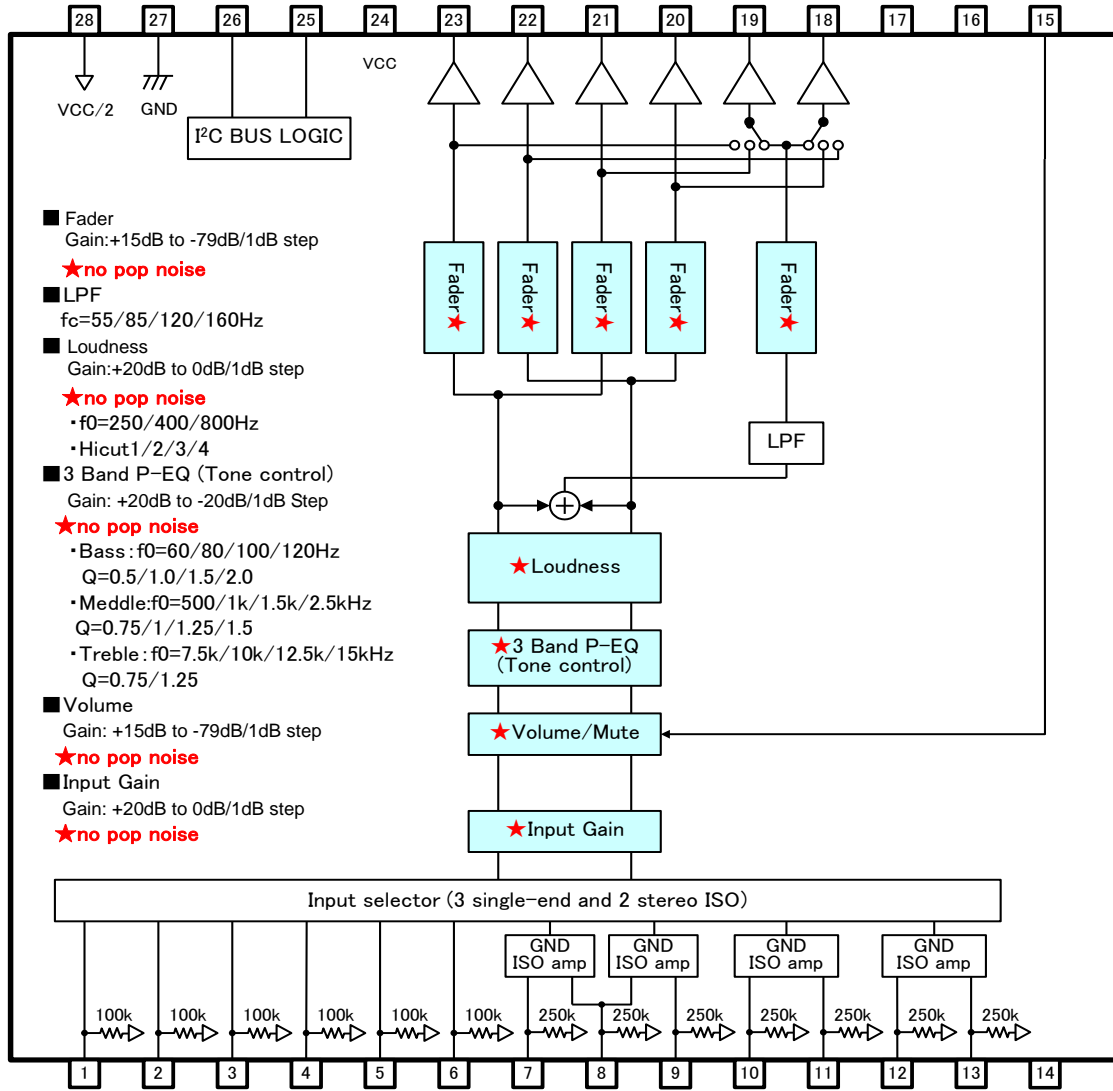 28 27 26 25 24 23 22 21 20 19 18 17 16 15
VCC
VCC/2
GND
I²C BUS LOGIC
■ Fader
Gain:+15dB to -79dB/1dB step
★no pop noise
■ LPF
fc=55/85/120/160Hz
■ Loudness
Gain:+20dB to 0dB/1dB step
★no pop noise
・f0=250/400/800Hz
・Hicut1/2/3/4
■ 3 Band P-EQ (Tone control)
Gain: +20dB to -20dB/1dB Step
★no pop noise
・Bass:f0=60/80/100/120Hz
Q=0.5/1.0/1.5/2.0
・Meddle:f0=500/1k/1.5k/2.5kHz
Q=0.75/1/1.25/1.5
・Treble:f0=7.5k/10k/12.5k/15kHz
Q=0.75/1.25
■ Volume
Gain: +15dB to -79dB/1dB step
★no pop noise
■ Input Gain
Gain: +20dB to 0dB/1dB step
★no pop noise
Fader★
Fader★
Fader★
Fader★
Fader★
LPF
★Loudness
★3 Band P-EQ
(Tone control)
★Volume/Mute
★Input Gain
Input selector (3 single-end and 2 stereo ISO)
GND
ISO amp
GND
ISO amp
GND
ISO amp
GND
ISO amp
100k 100k 100k 100k 100k 100k 250k 250k 250k 250k 250k 250k 250k
1 2 3 4 5 6 7 8 9 10 11 12 13 14